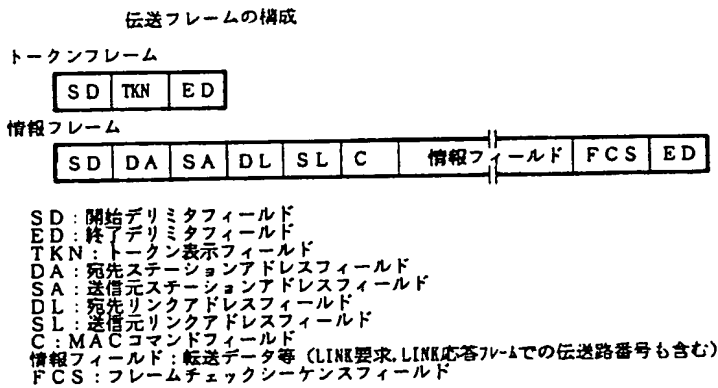 伝送フレームの構成
トークンフレーム
SD TKN ED
情報フレーム
SD DA SA DL SL C 情報フィールド FCS ED
SD:開始デリミタフィールド
ED:終了デリミタフィールド
TKN:トークン表示フィールド
DA:宛先ステーションアドレスフィールド
SA:送信元ステーションアドレスフィールド
DL:宛先リンクアドレスフィールド
SL:送信元リンクアドレスフィールド
C:MACコマンドフィールド
情報フィールド:転送データ等(LINK要求,LINK応答フレームでの伝送路番号も含む)
FCS:フレームチェックシーケンスフィールド